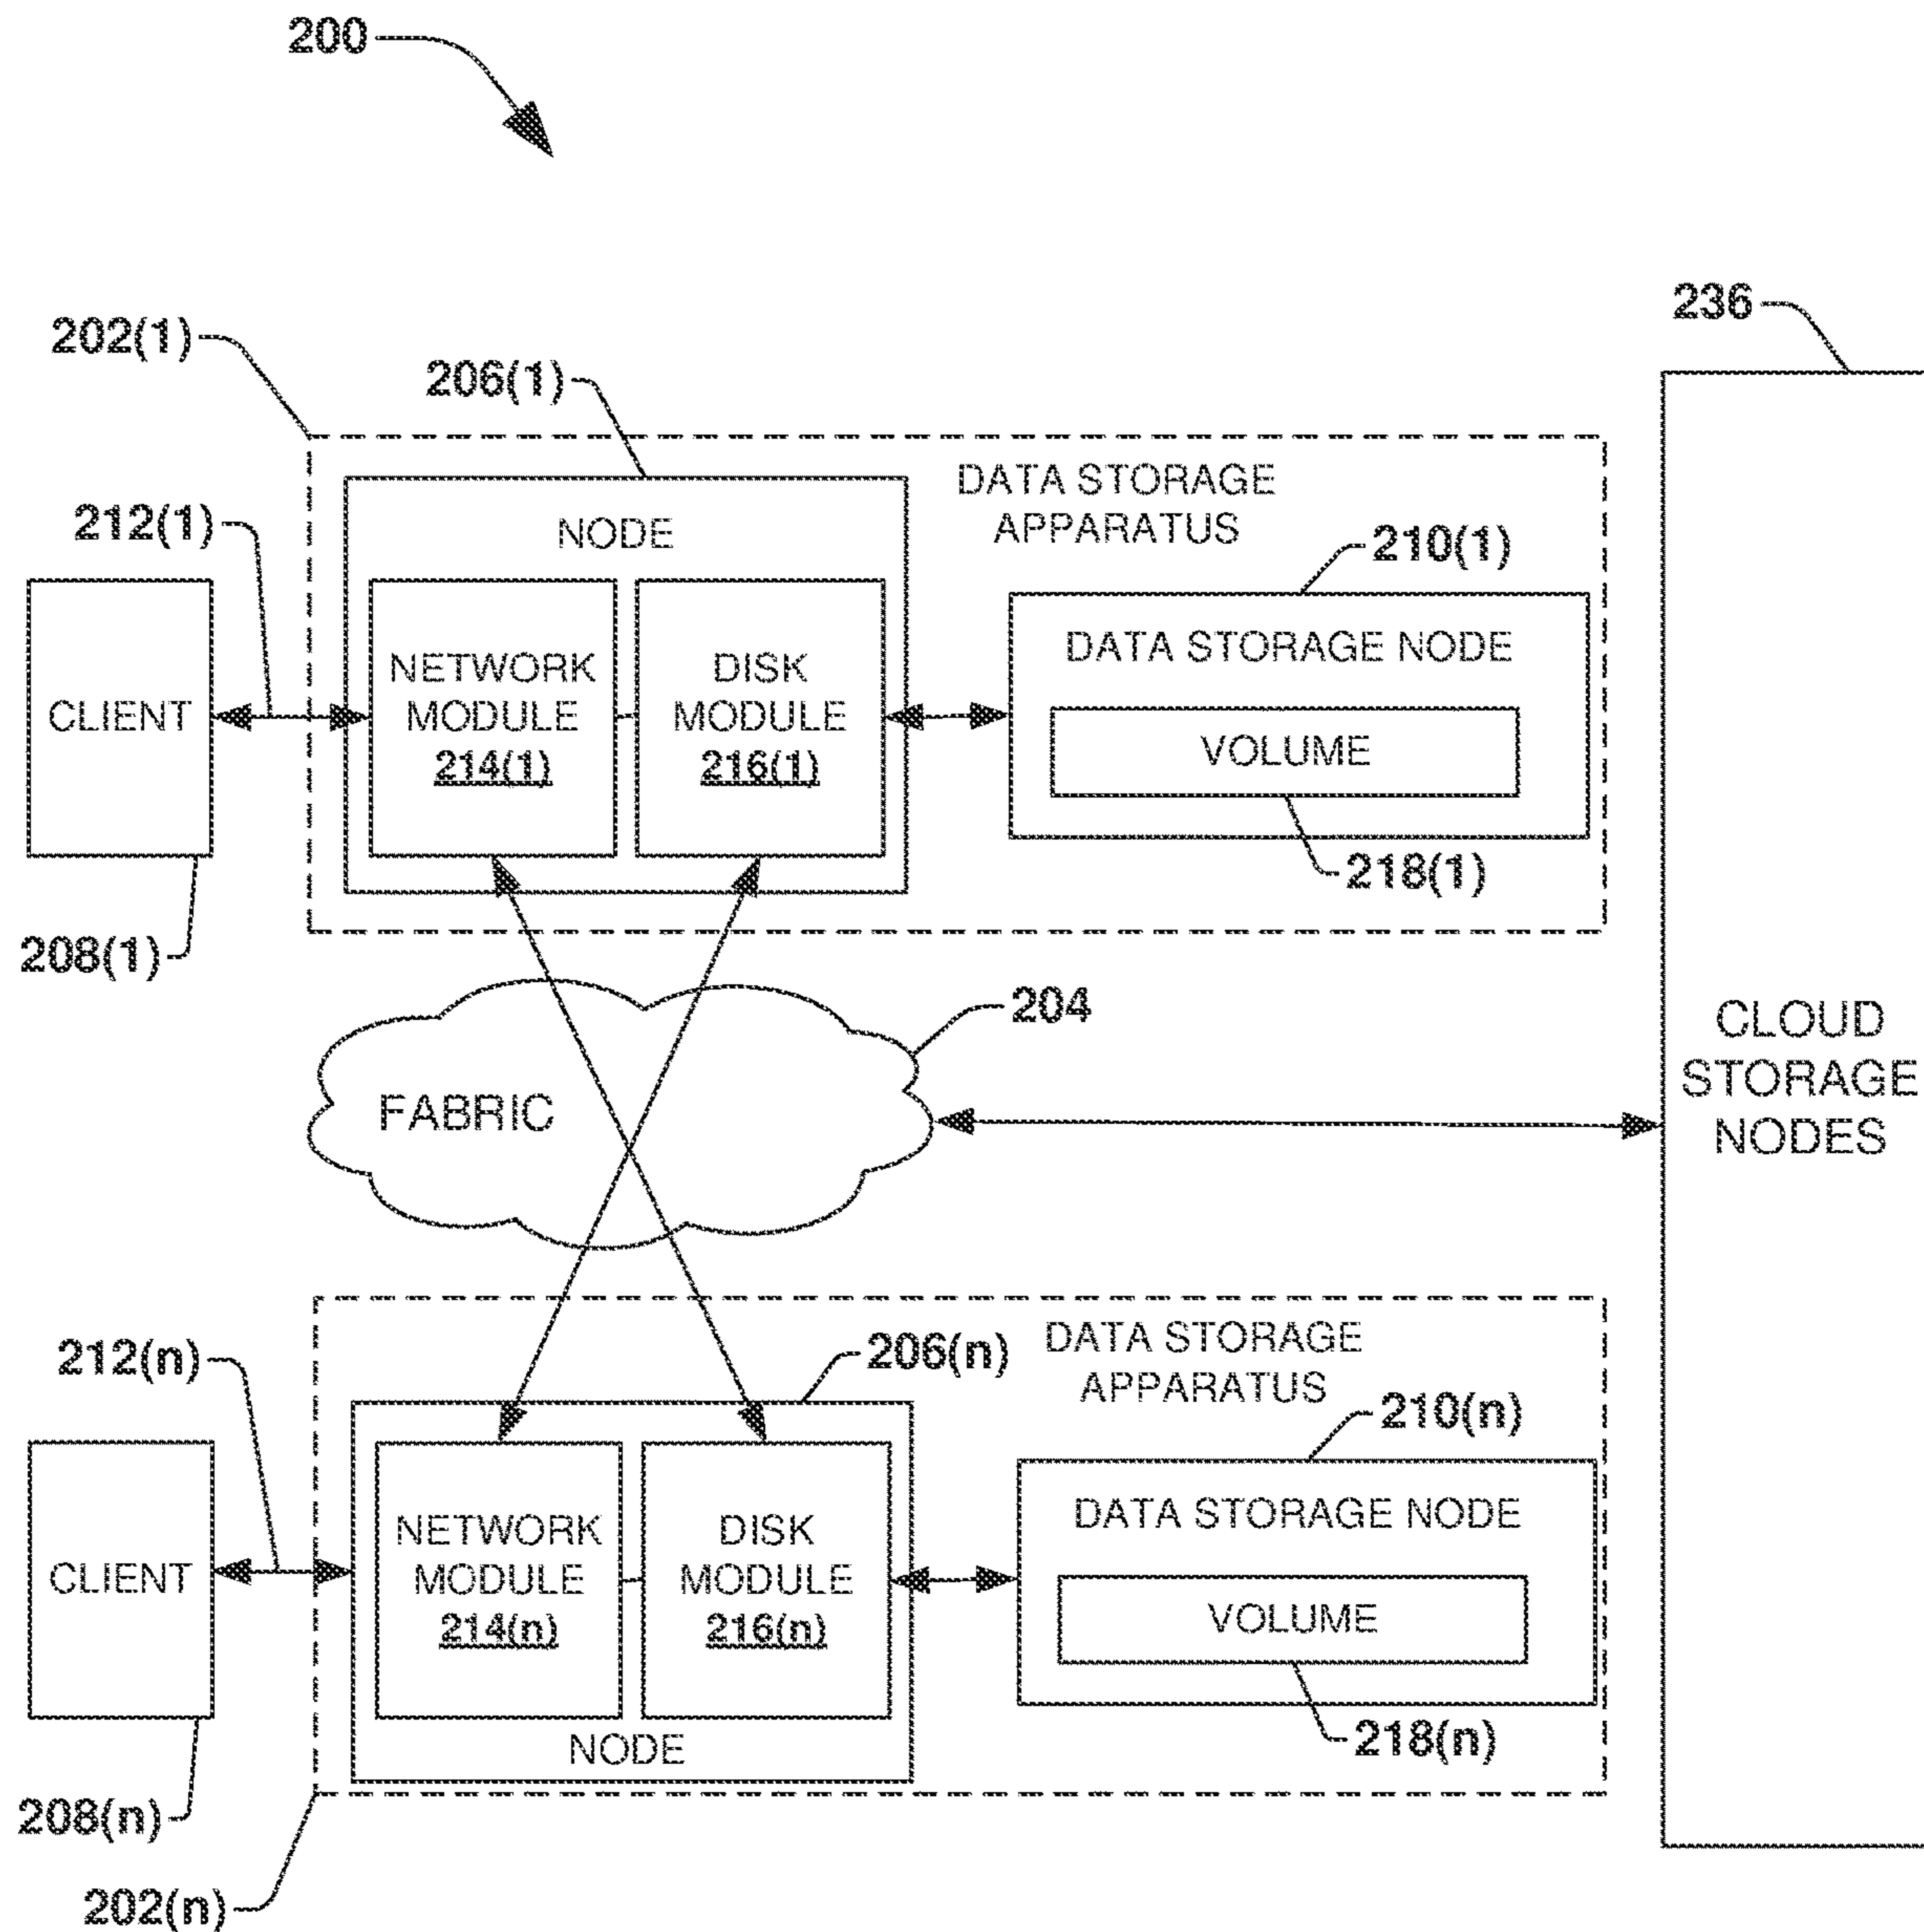 200
236
202(1)
206(1)
DATA STORAGE
APPARATUS
212(1)
NODE
210(1)
CLIENT
NETWORK
MODULE
214(1)
DISK
MODULE
216(1)
DATA STORAGE NODE
VOLUME
218(1)
208(1)
204
FABRIC
CLOUD
STORAGE
NODES
212(n)
206(n)
DATA STORAGE
APPARATUS
210(n)
CLIENT
NETWORK
MODULE
214(n)
DISK
MODULE
216(n)
DATA STORAGE NODE
VOLUME
NODE
218(n)
208(n)
202(n)